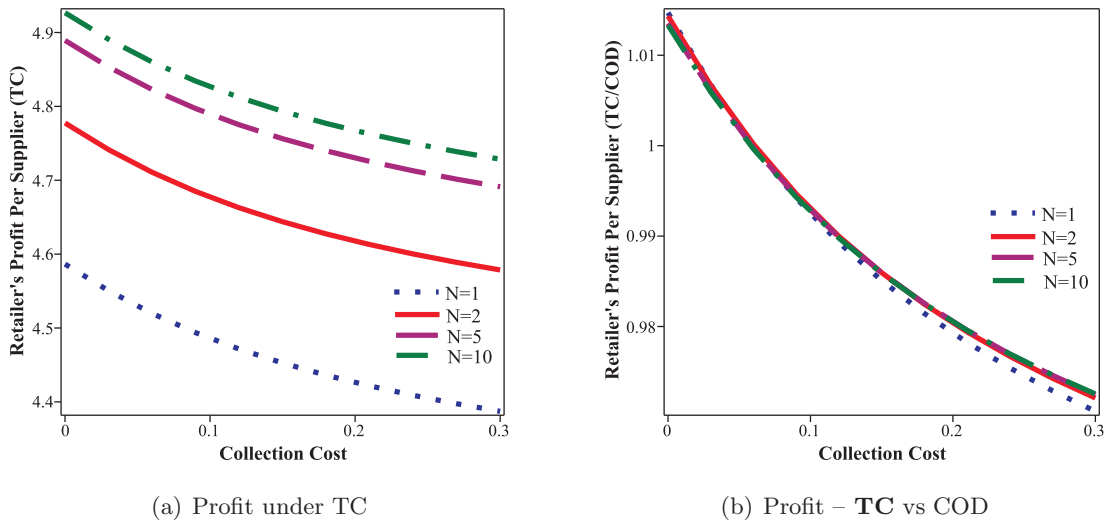 Retailer's Profit Per Supplier (TC)
4.9
4.8
4.7
4.6
4.5
4.4
0
0.1
0.2
0.3
Collection Cost
N=1
N=2
N=5
N=10
(a) Profit under TC
Retailer's Profit Per Supplier (TC/COD)
1.01
1
0.99
0.98
0
0.1
0.2
0.3
Collection Cost
N=1
N=2
N=5
N=10
(b) Profit – TC vs COD